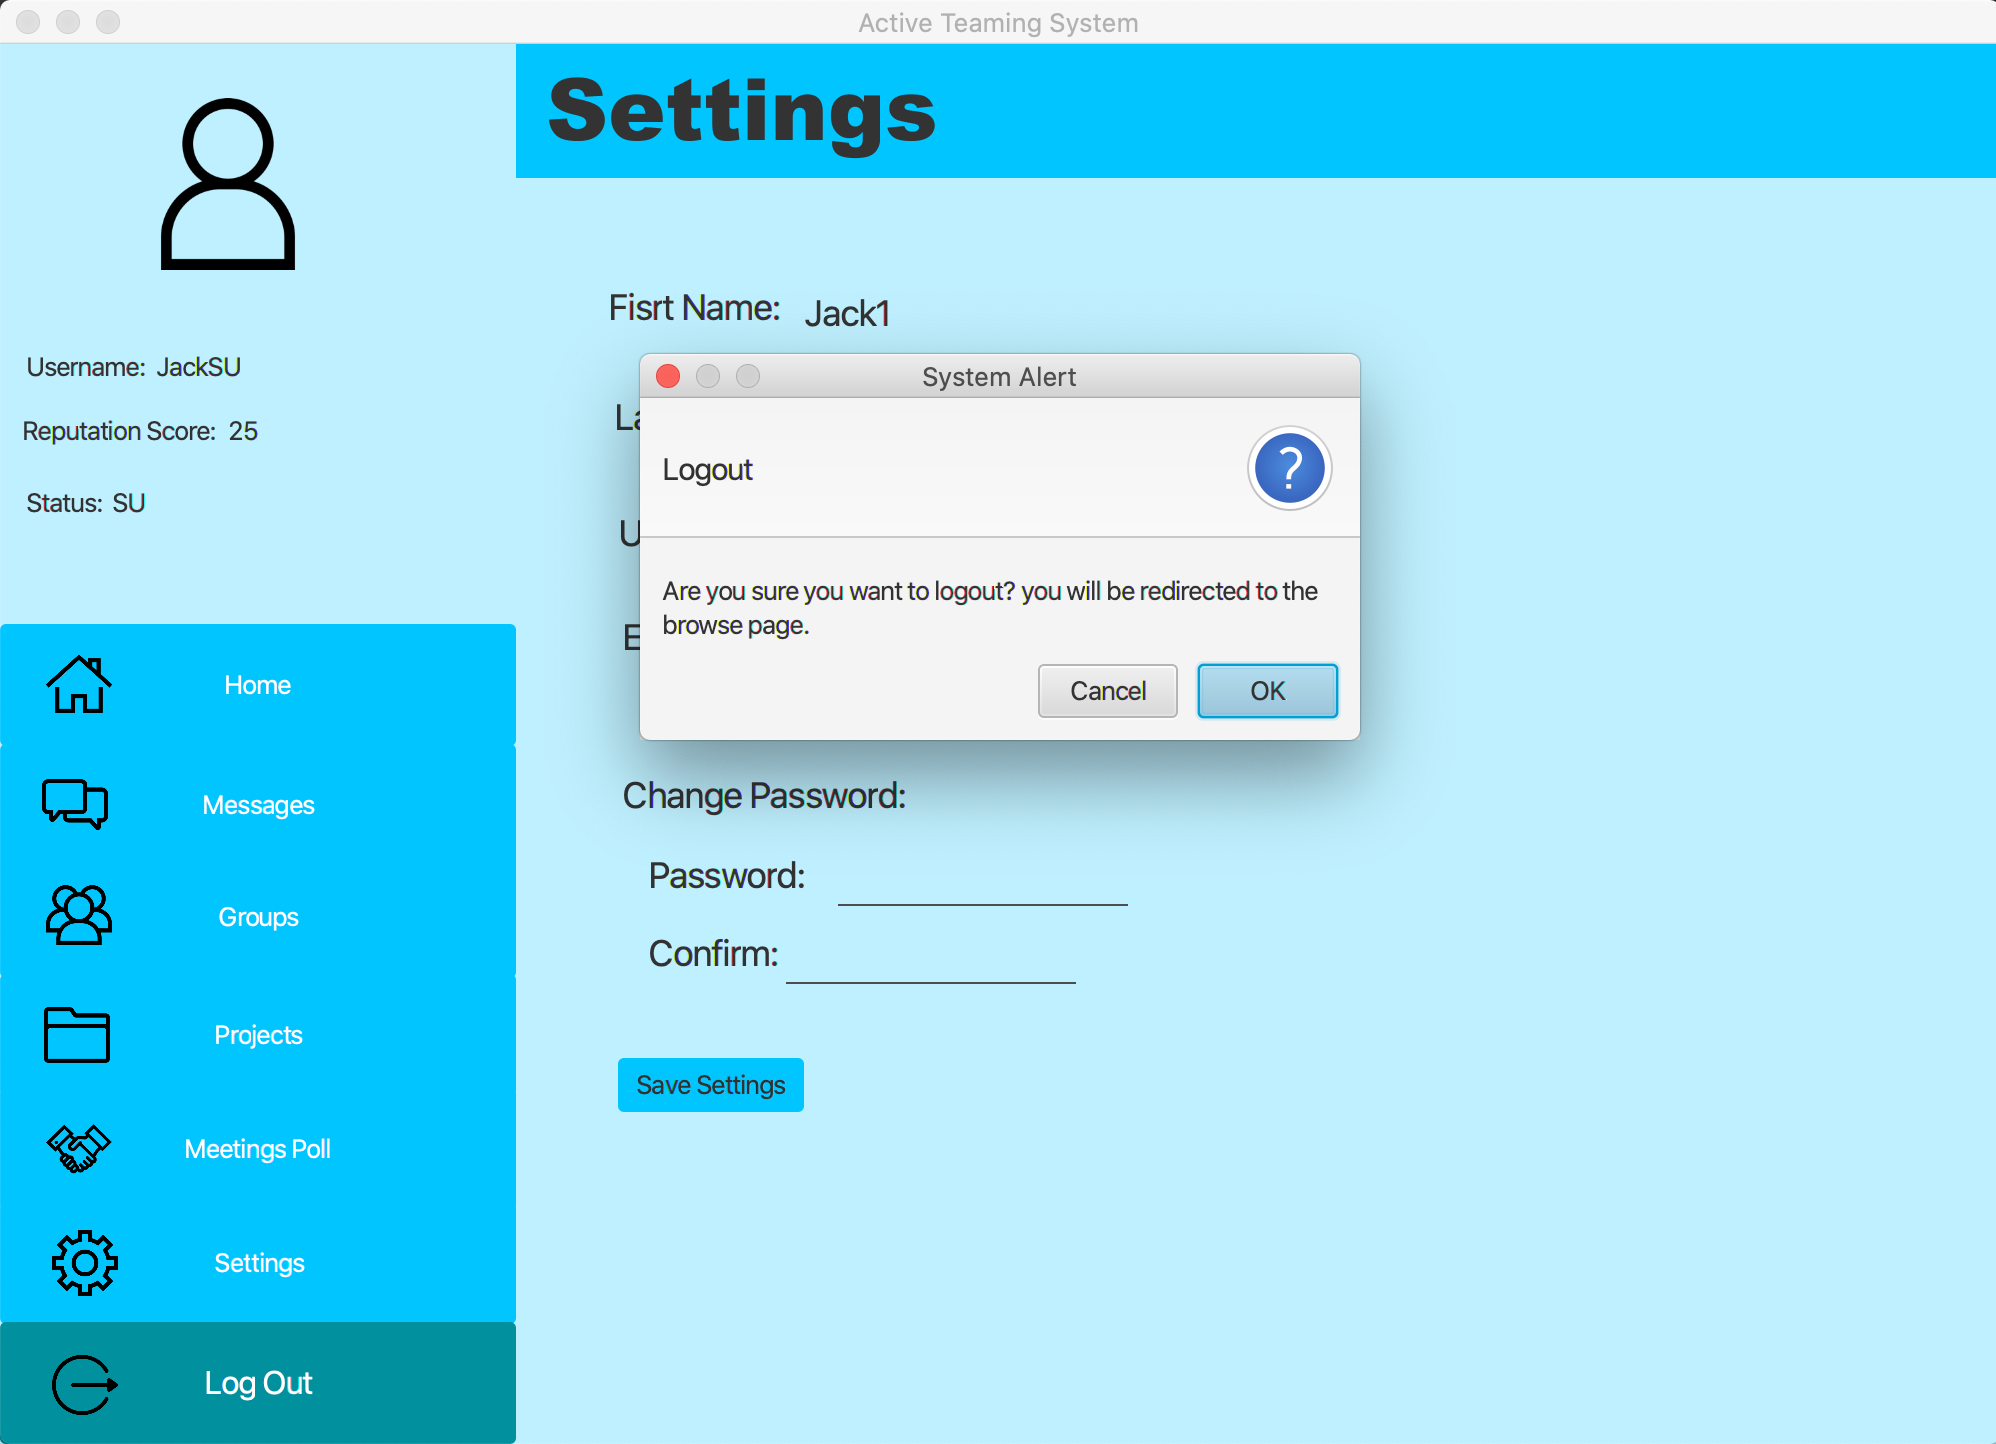 Active Teaming System
Settings
Username: JackSU
Reputation Score: 25
Status: SU
Home
Messages
Groups
Projects
Meetings Poll
Settings
Log Out
Fisrt Name: Jack1
System Alert
Logout
?
Are you sure you want to logout? you will be redirected to the
browse page.
Cancel
OK
Change Password:
Password:
Confirm:
Save Settings